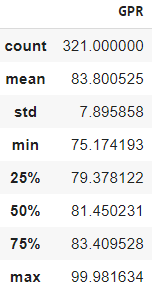 GPR
count 321.000000
mean 83.800525
std 7.895858
min 75.174193
25% 79.378122
50% 81.450231
75% 83.409528
max 99.981634